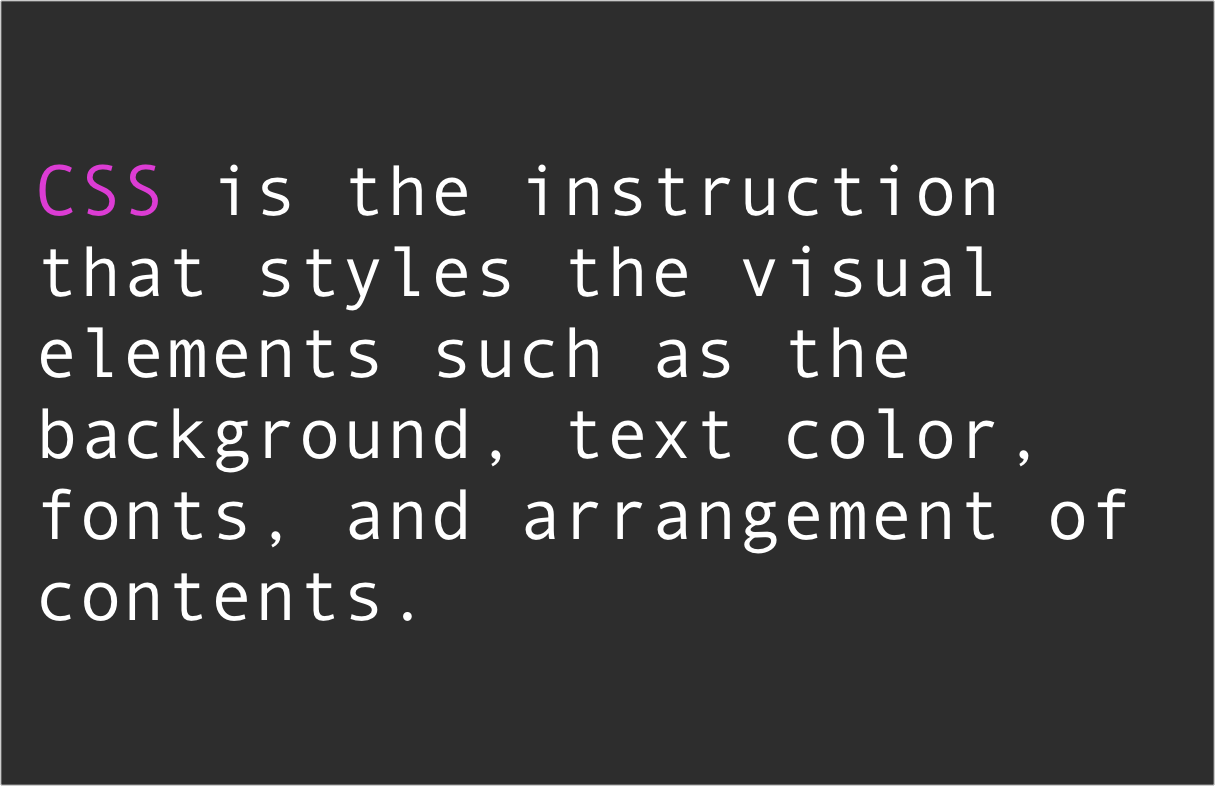 CSS is the instruction
that styles the visual
elements such as the
background, text color,
fonts, and arrangement of
contents.